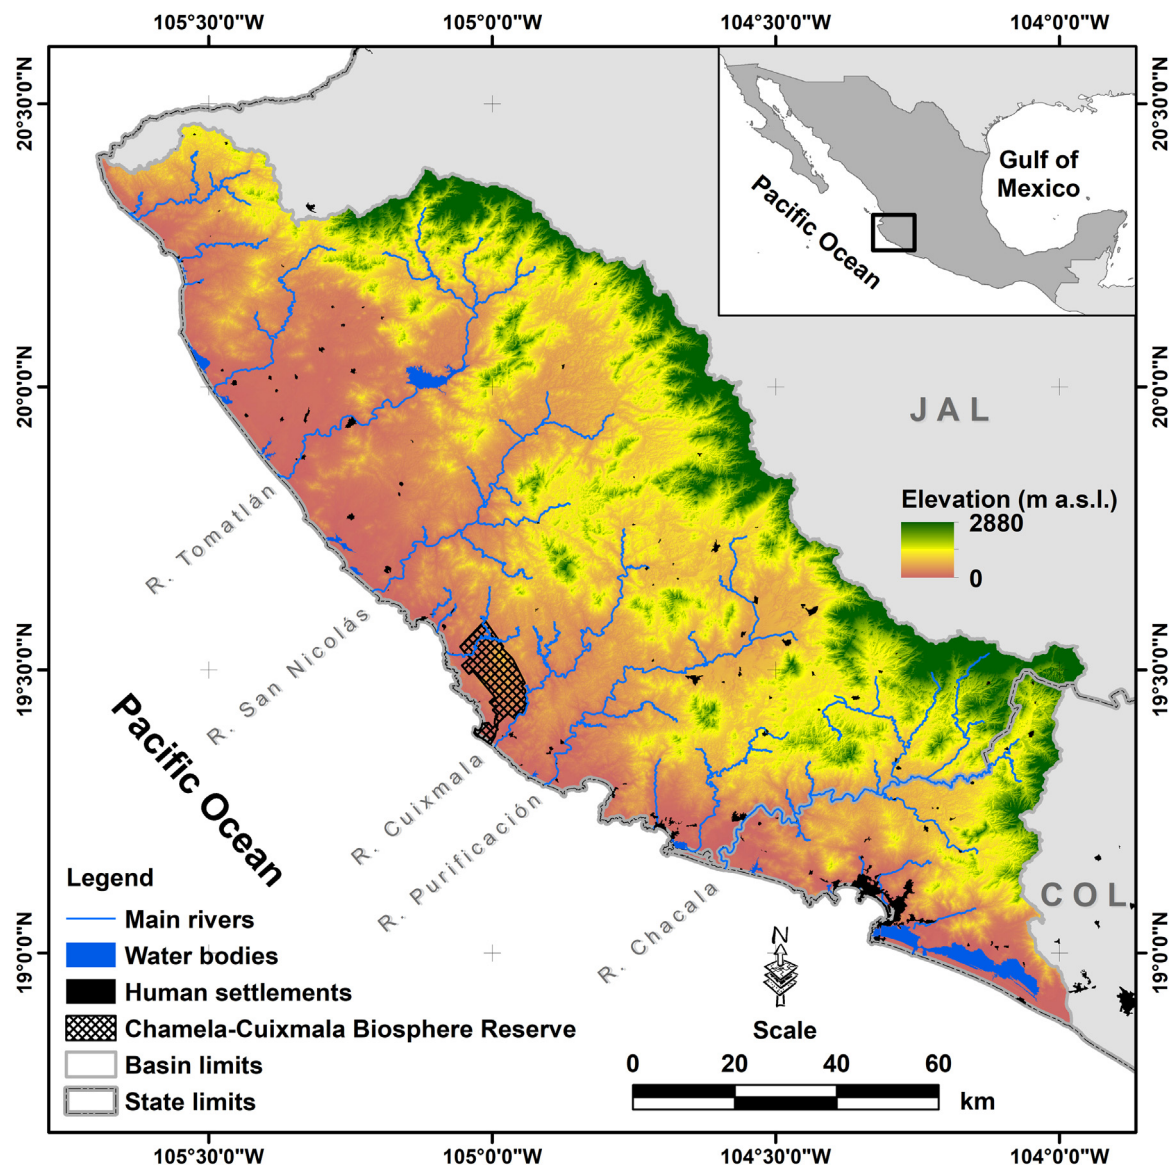 105°30'0"W
105°0'0"W
104°30'0"W
104°0'0"W
20°30'0"N
20°0'0"N
19°30'0"N
19°0'0"N
20°30'0"N
20°0'0"N
19°30'0"N
19°0'0"N
Gulf of
Mexico
Pacific Ocean
JAL
Elevation (m a.s.l.)
2880
0
R. Tomatlán
R. San Nicolás
R. Cuixmala
R. Purificación
R. Chacala
Pacific Ocean
COL
Legend
Main rivers
Water bodies
Human settlements
Chamela-Cuixmala Biosphere Reserve
Basin limits
State limits
N
Scale
0 20 40 60
km
105°30'0"W
105°0'0"W
104°30'0"W
104°0'0"W